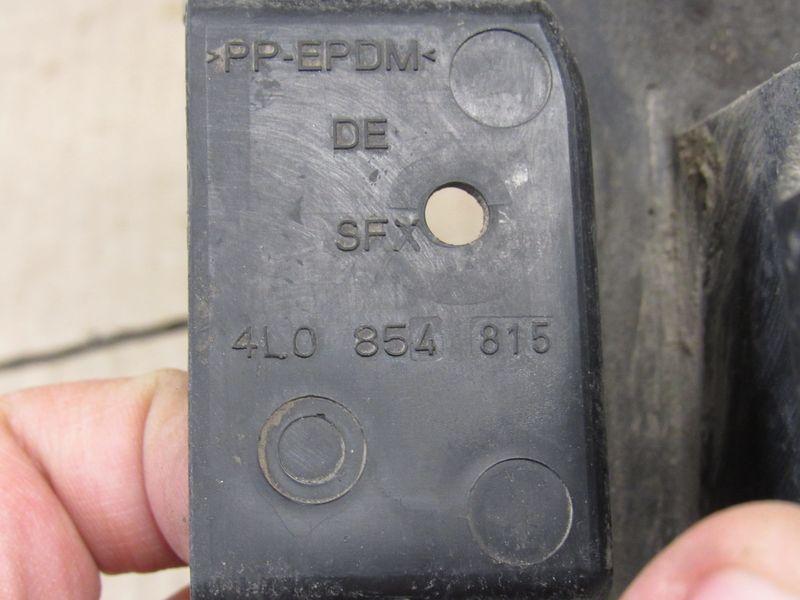 >PP-EPDM<
DE
SFX
4L0 854 815